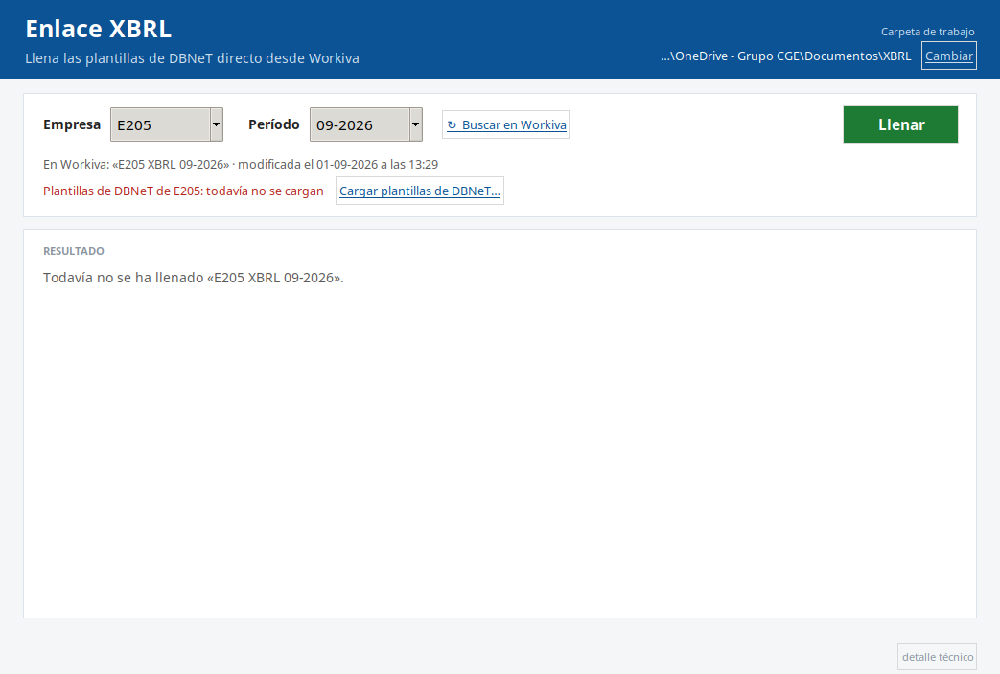 Enlace XBRL
Llena las plantillas de DBNeT directo desde Workiva
Carpeta de trabajo
...\OneDrive - Grupo CGE\Documentos\XBRL Cambiar
Empresa E205 Período 09-2026 ↻ Buscar en Workiva Llenar
En Workiva: «E205 XBRL 09-2026» · modificada el 01-09-2026 a las 13:29
Plantillas de DBNeT de E205: todavía no se cargan Cargar plantillas de DBNeT...
RESULTADO
Todavía no se ha llenado «E205 XBRL 09-2026».
detalle técnico